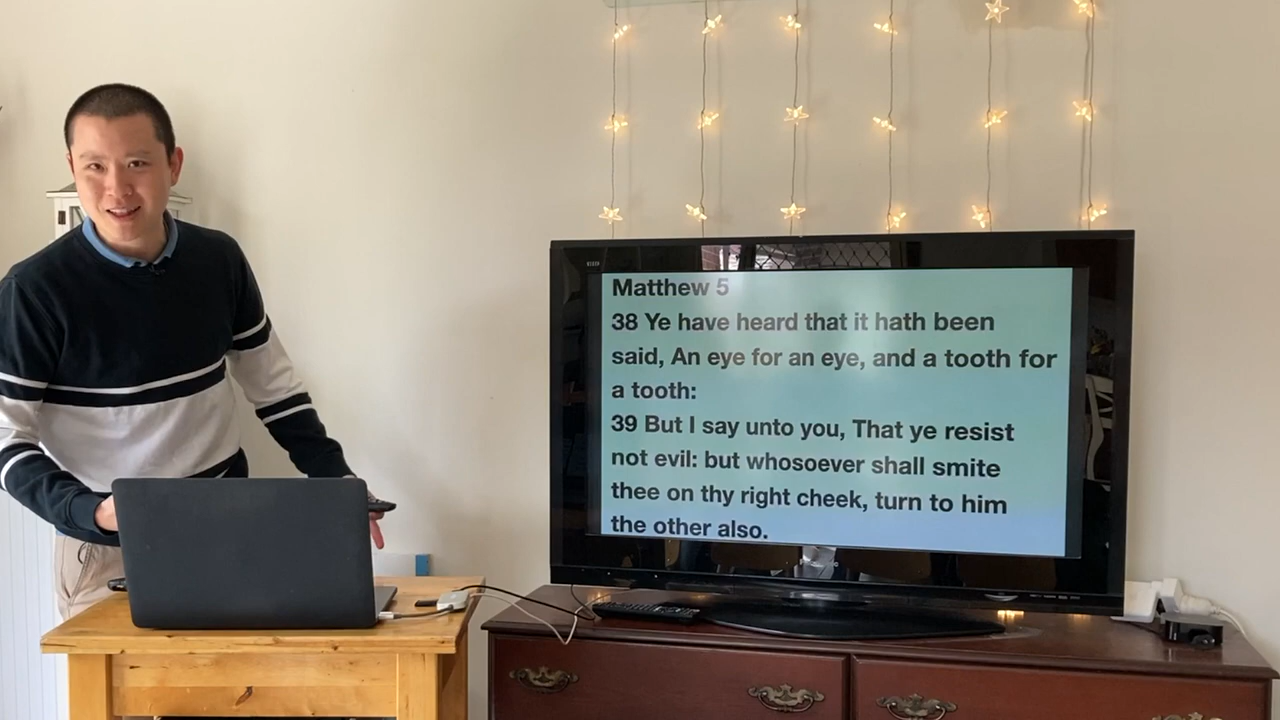 Matthew 5
38 Ye have heard that it hath been
said, An eye for an eye, and a tooth for
a tooth:
39 But I say unto you, That ye resist
not evil: but whosoever shall smite
thee on thy right cheek, turn to him
the other also.